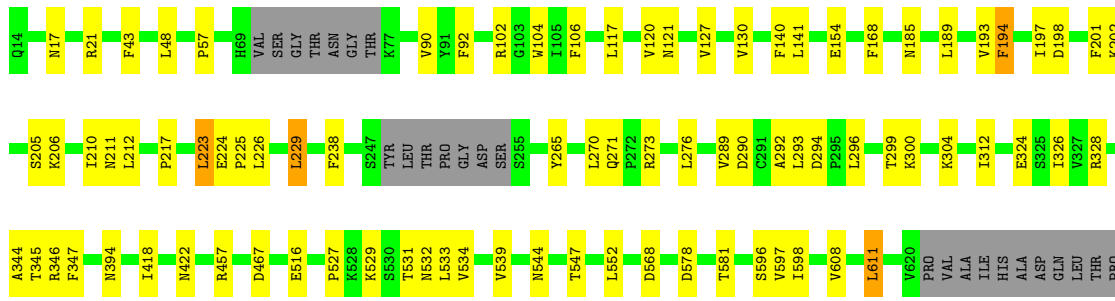 Q14 N17 R21 F43 L48 P57 H69 VAL SER GLY THR ASN GLY THR K77 V90 Y91 F92 R102 G103 W104 I105 F106 L117 V120 N121 V127 V130 F140 L141 E154 F168 N185 L189 V193 F194 I197 D198 F201 K202
S205 K206 I210 N211 L212 P217 L223 E224 P225 L226 L229 F238 S247 TYR LEU THR PRO GLY ASP SER S255 Y265 L270 Q271 P272 R273 L276 V289 D290 C291 A292 L293 D294 P295 L296 T299 K300 K304 I312 E324 S325 I326 V327 R328
A344 T345 R346 F347 N394 I418 N422 R457 D467 E516 P527 K528 K529 S530 T531 N532 L533 V534 V539 N544 T547 L552 D568 D578 T581 S596 V597 I598 V608 L611 V620 PRO VAL ALA ILE HIS ALA ASP GLN LEU THR PRO